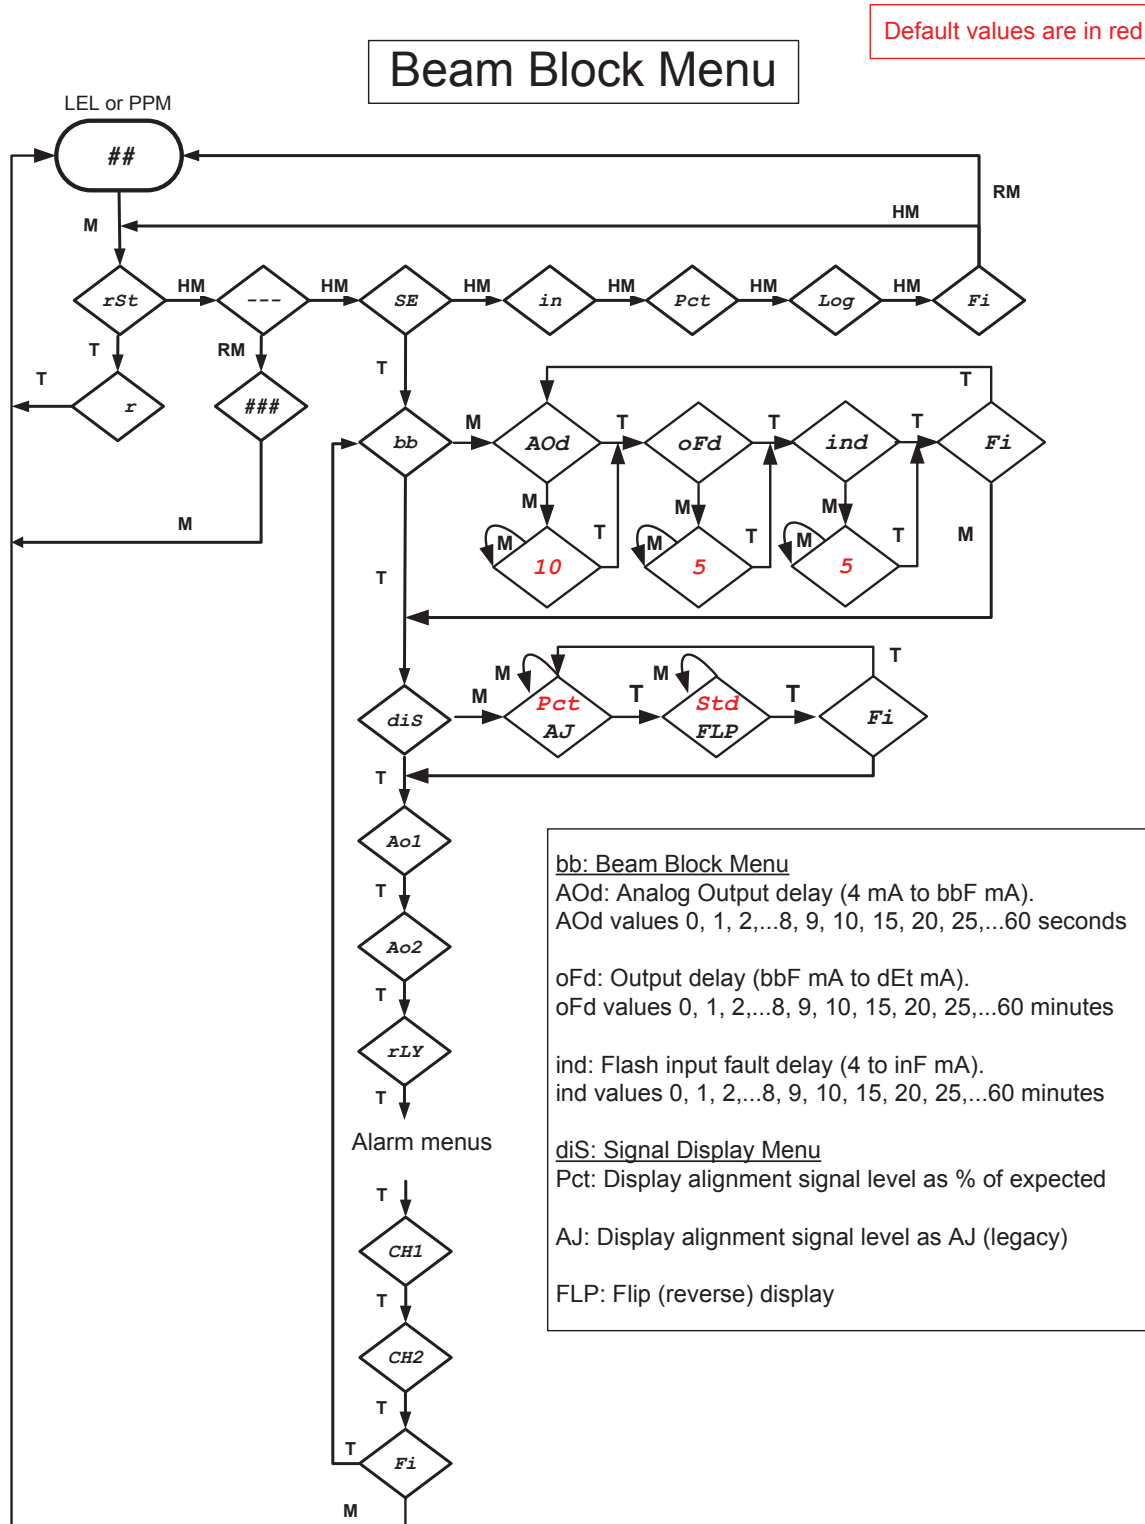 Default values are in red
Beam Block Menu
LEL or PPM
##
RM
HM
M
rSt
HM
---
HM
SE
HM
in
HM
Pct
HM
Log
HM
Fi
T
RM
T
T
r
###
T
bb
M
AOd
T
oFd
T
ind
T
Fi
M
M
M
M
M
10
T
M
5
T
M
5
T
M
T
T
diS
M
M
Pct
AJ
T
M
Std
FLP
T
Fi
T
Ao1
T
Ao2
T
rLY
T
Alarm menus
T
CH1
T
CH2
T
T
Fi
M
bb: Beam Block Menu
AOd: Analog Output delay (4 mA to bbF mA).
AOd values 0, 1, 2,...8, 9, 10, 15, 20, 25,...60 seconds
oFd: Output delay (bbF mA to dEt mA).
oFd values 0, 1, 2,...8, 9, 10, 15, 20, 25,...60 minutes
ind: Flash input fault delay (4 to inF mA).
ind values 0, 1, 2,...8, 9, 10, 15, 20, 25,...60 minutes
diS: Signal Display Menu
Pct: Display alignment signal level as % of expected
AJ: Display alignment signal level as AJ (legacy)
FLP: Flip (reverse) display